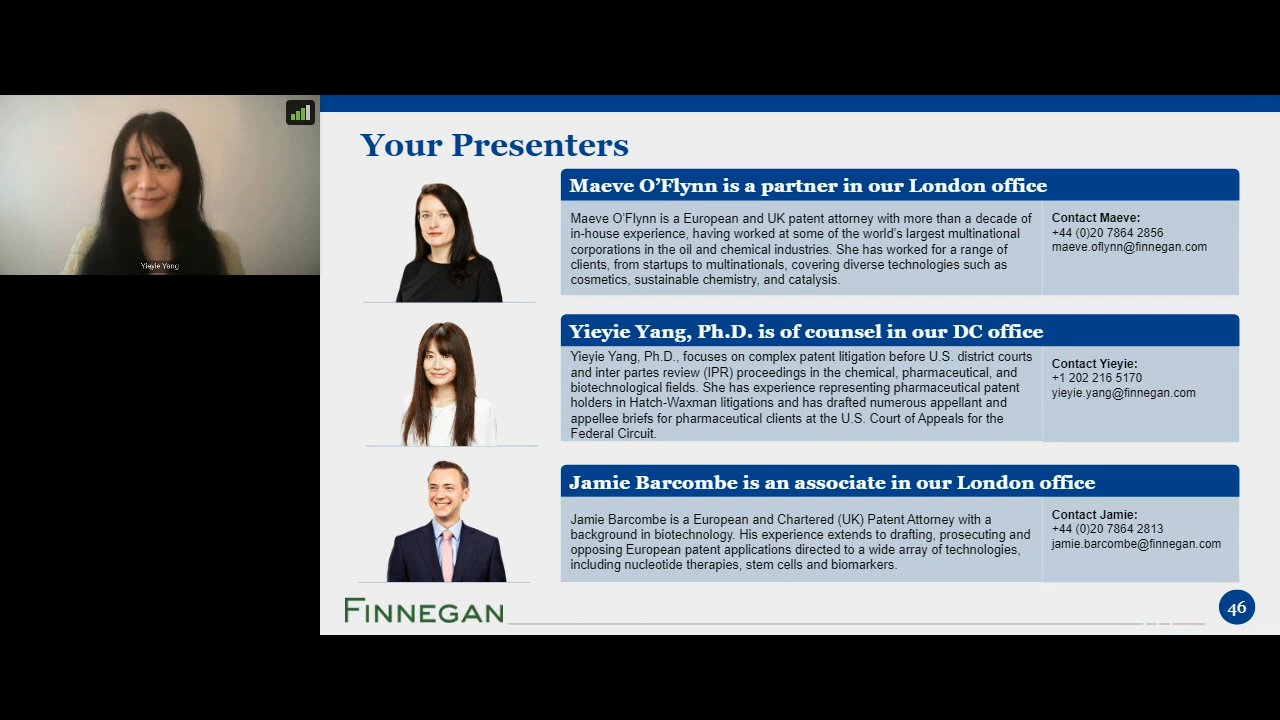 Yieyie Yang
Your Presenters
Maeve O’Flynn is a partner in our London office
Maeve O’Flynn is a European and UK patent attorney with more than a decade of
in-house experience, having worked at some of the world’s largest multinational
corporations in the oil and chemical industries. She has worked for a range of
clients, from startups to multinationals, covering diverse technologies such as
cosmetics, sustainable chemistry, and catalysis.
Contact Maeve:
+44 (0)20 7864 2856
maeve.oflynn@finnegan.com
Yieyie Yang, Ph.D. is of counsel in our DC office
Yieyie Yang, Ph.D., focuses on complex patent litigation before U.S. district courts
and inter partes review (IPR) proceedings in the chemical, pharmaceutical, and
biotechnological fields. She has experience representing pharmaceutical patent
holders in Hatch-Waxman litigations and has drafted numerous appellant and
appellee briefs for pharmaceutical clients at the U.S. Court of Appeals for the
Federal Circuit.
Contact Yieyie:
+1 202 216 5170
yieyie.yang@finnegan.com
Jamie Barcombe is an associate in our London office
Jamie Barcombe is a European and Chartered (UK) Patent Attorney with a
background in biotechnology. His experience extends to drafting, prosecuting and
opposing European patent applications directed to a wide array of technologies,
including nucleotide therapies, stem cells and biomarkers.
Contact Jamie:
+44 (0)20 7864 2813
jamie.barcombe@finnegan.com
FINNEGAN
46